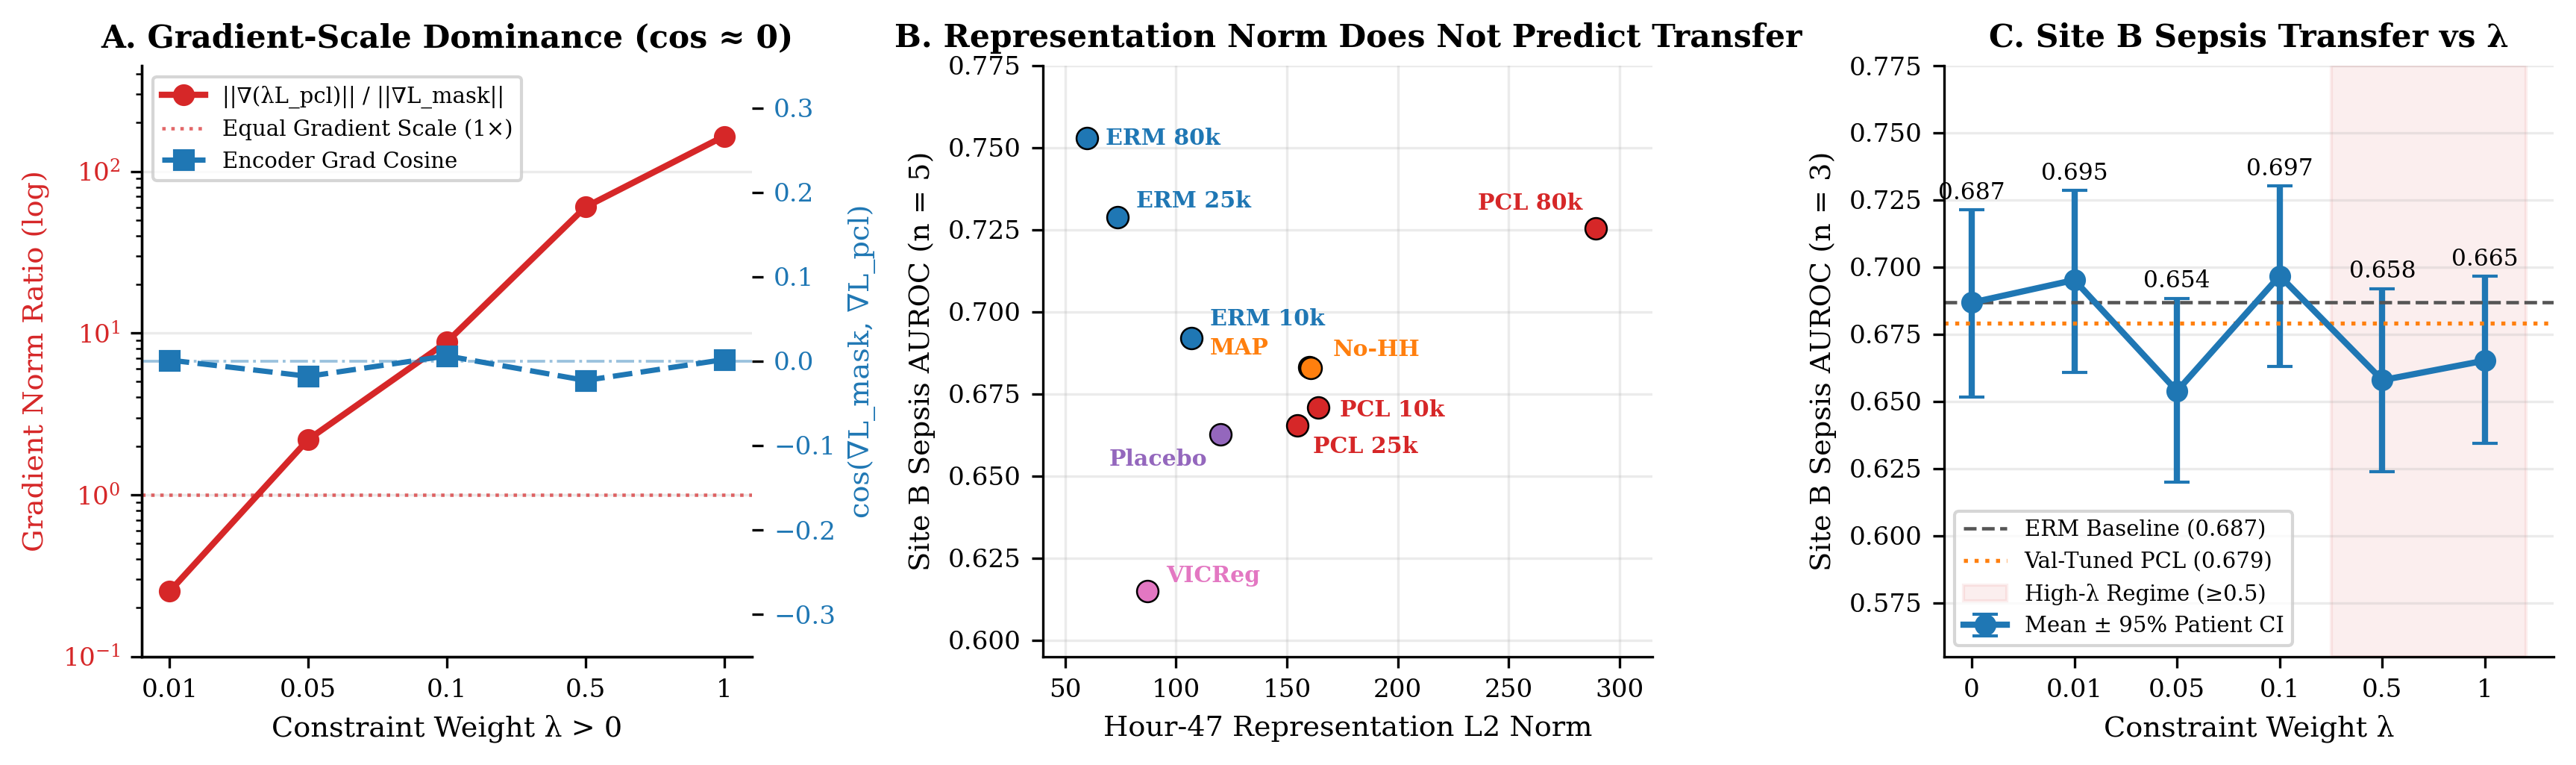 A. Gradient-Scale Dominance (cos ≈ 0)
||∇(λL_pcl)|| / ||∇L_mask||
Equal Gradient Scale (1×)
Encoder Grad Cosine
Gradient Norm Ratio (log)
10²
10¹
10⁰
10⁻¹
0.3
0.2
0.1
0.0
−0.1
−0.2
−0.3
cos(∇L_mask, ∇L_pcl)
0.01 0.05 0.1 0.5 1
Constraint Weight λ > 0
B. Representation Norm Does Not Predict Transfer
Site B Sepsis AUROC (n = 5)
0.775
0.750
0.725
0.700
0.675
0.650
0.625
0.600
ERM 80k
ERM 25k
PCL 80k
ERM 10k
MAP
No-HH
PCL 10k
PCL 25k
Placebo
VICReg
50 100 150 200 250 300
Hour-47 Representation L2 Norm
C. Site B Sepsis Transfer vs λ
Site B Sepsis AUROC (n = 3)
0.775
0.750
0.725
0.700
0.675
0.650
0.625
0.600
0.575
0.687
0.695
0.654
0.697
0.658
0.665
ERM Baseline (0.687)
Val-Tuned PCL (0.679)
High-λ Regime (≥0.5)
Mean ± 95% Patient CI
0 0.01 0.05 0.1 0.5 1
Constraint Weight λ